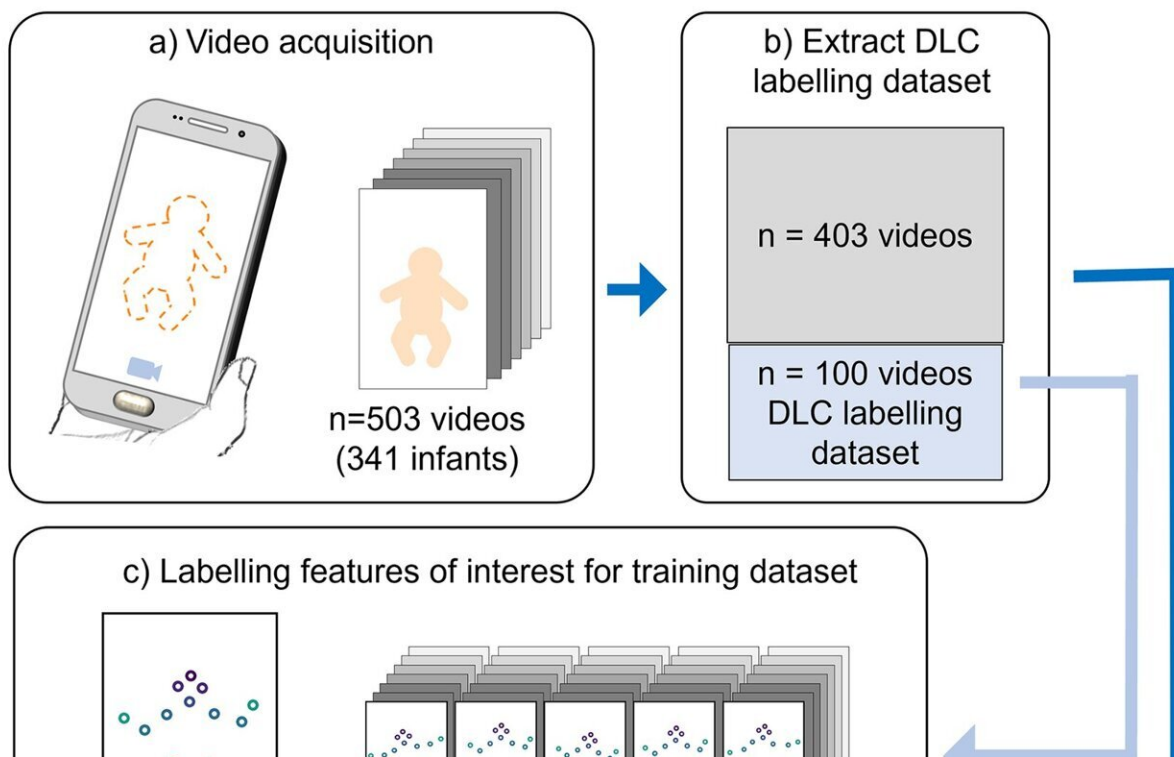 a) Video acquisition
n=503 videos
(341 infants)
b) Extract DLC
labelling dataset
n = 403 videos
n = 100 videos
DLC labelling
dataset
c) Labelling features of interest for training dataset